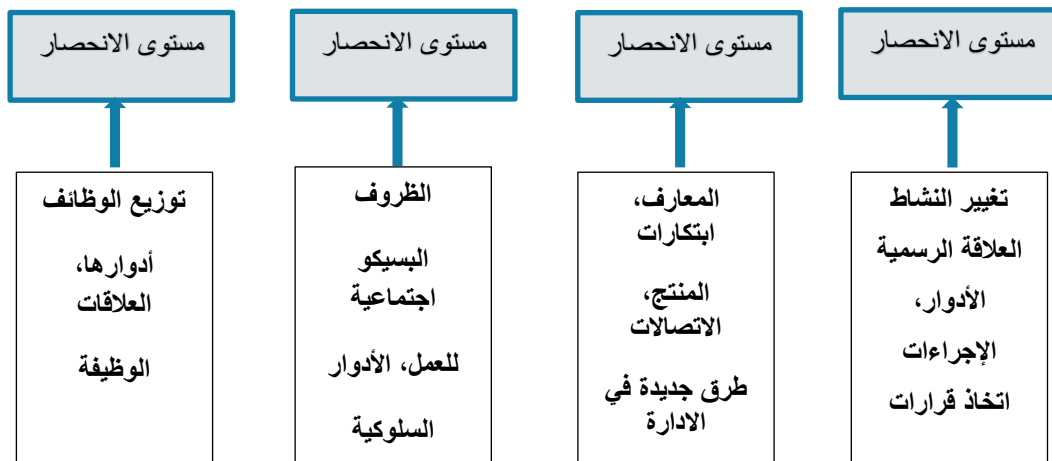 مستوى الانحصار
مستوى الانحصار
مستوى الانحصار
مستوى الانحصار
تغيير النشاط
العلاقة الرسمية
الأدوار،
الإجراءات
اتخاذ قرارات
المعارف،
ابتكارات
المنتج،
الاتصالات
طرق جديدة في
الادارة
الظروف
البسيكو
اجتماعية
للعمل، الأدوار
السلوكية
توزيع الوظائف
أدوارها،
العلاقات
الوظيفة